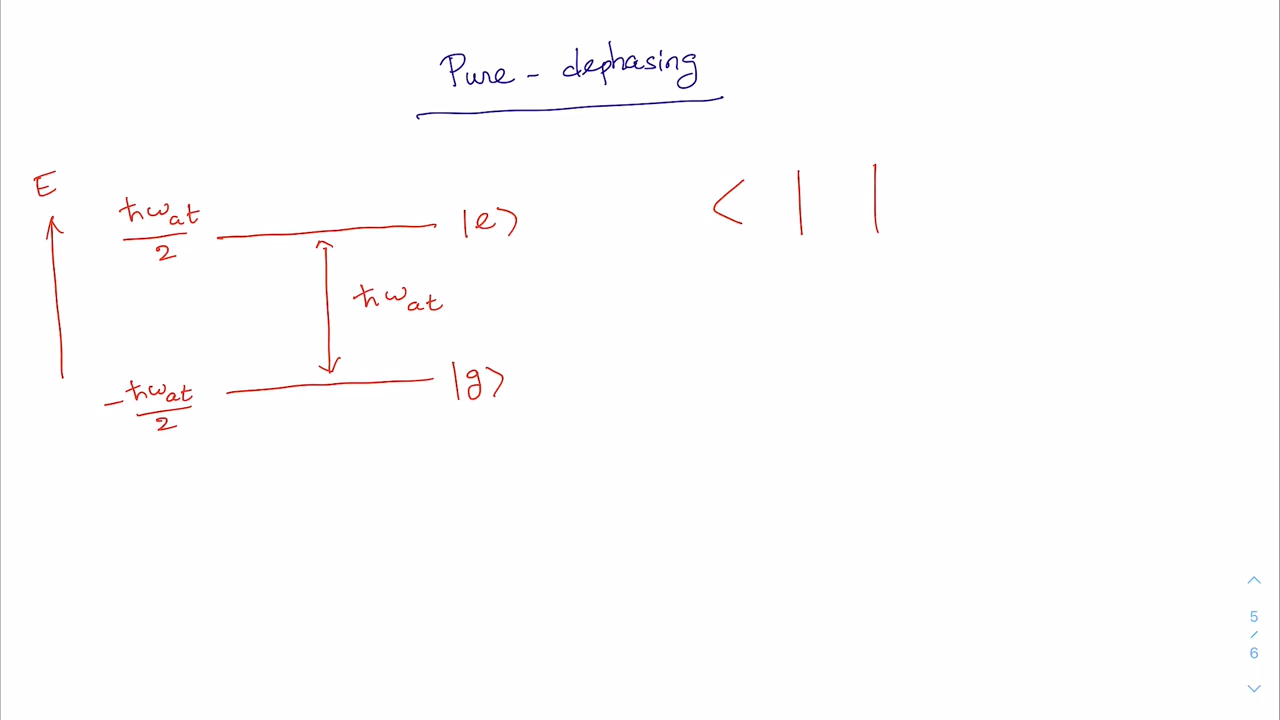 Pure - dephasing
E
ħω_at/2
|e⟩
< | |
ħω_at
-ħω_at/2
|g⟩
5
/
6